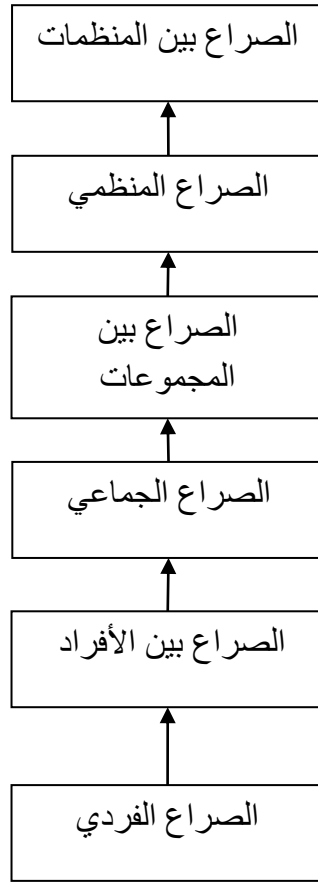 الصراع بين المنظمات
الصراع المنظمي
الصراع بين
المجموعات
الصراع الجماعي
الصراع بين الأفراد
الصراع الفردي